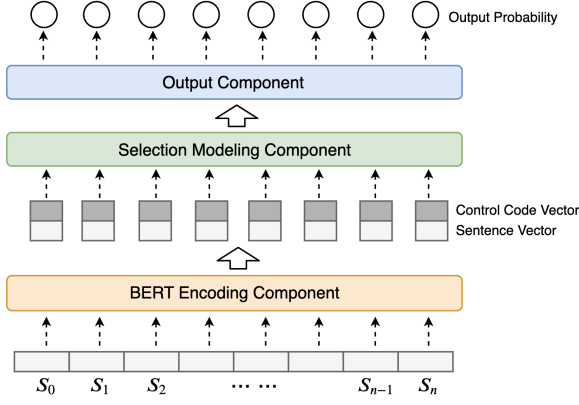 Output Probability
Output Component
Selection Modeling Component
Control Code Vector
Sentence Vector
BERT Encoding Component
S0 S1 S2 ... ... Sn−1 Sn